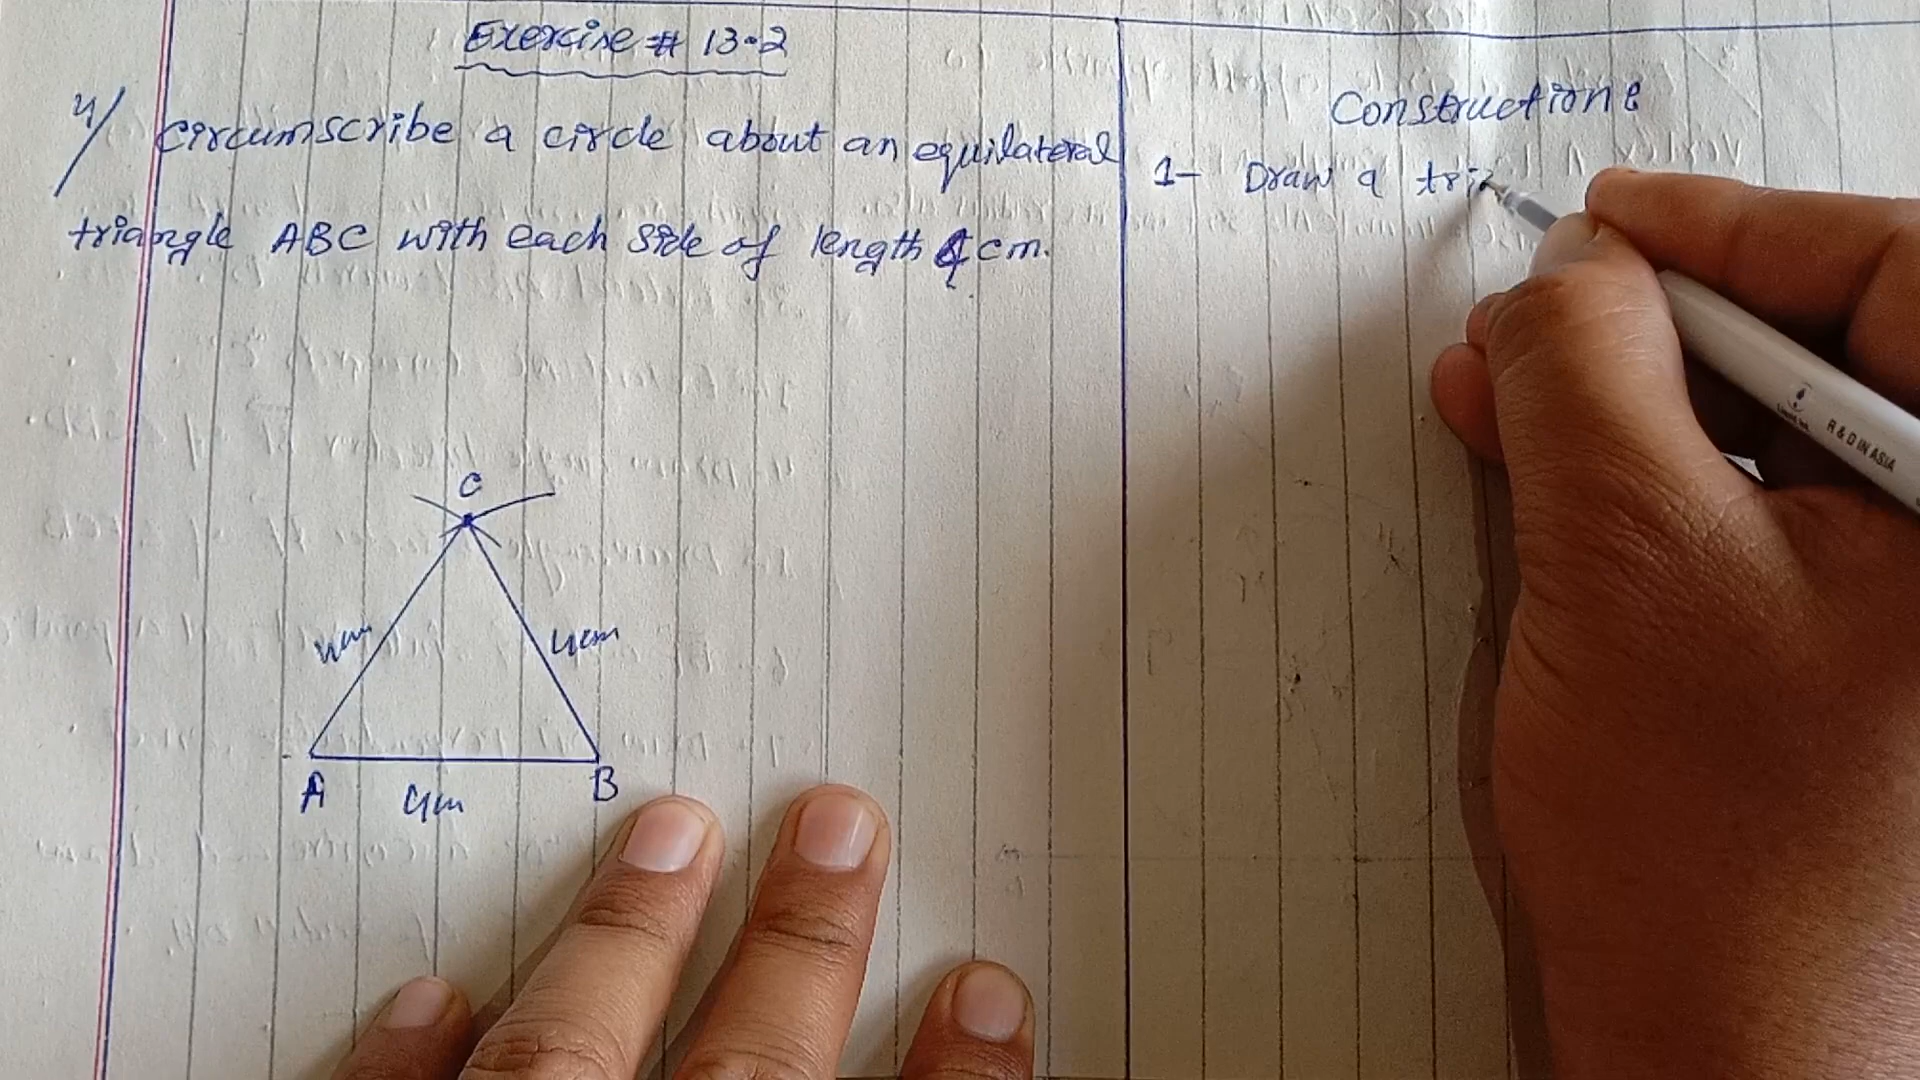 Exercise # 13.2
4/ Circumscribe a circle about an equilateral
triangle ABC with each side of length 4 cm.
C
4cm
4cm
A
B
4cm
Construction:
1- Draw a tri
R & D IN ASIA